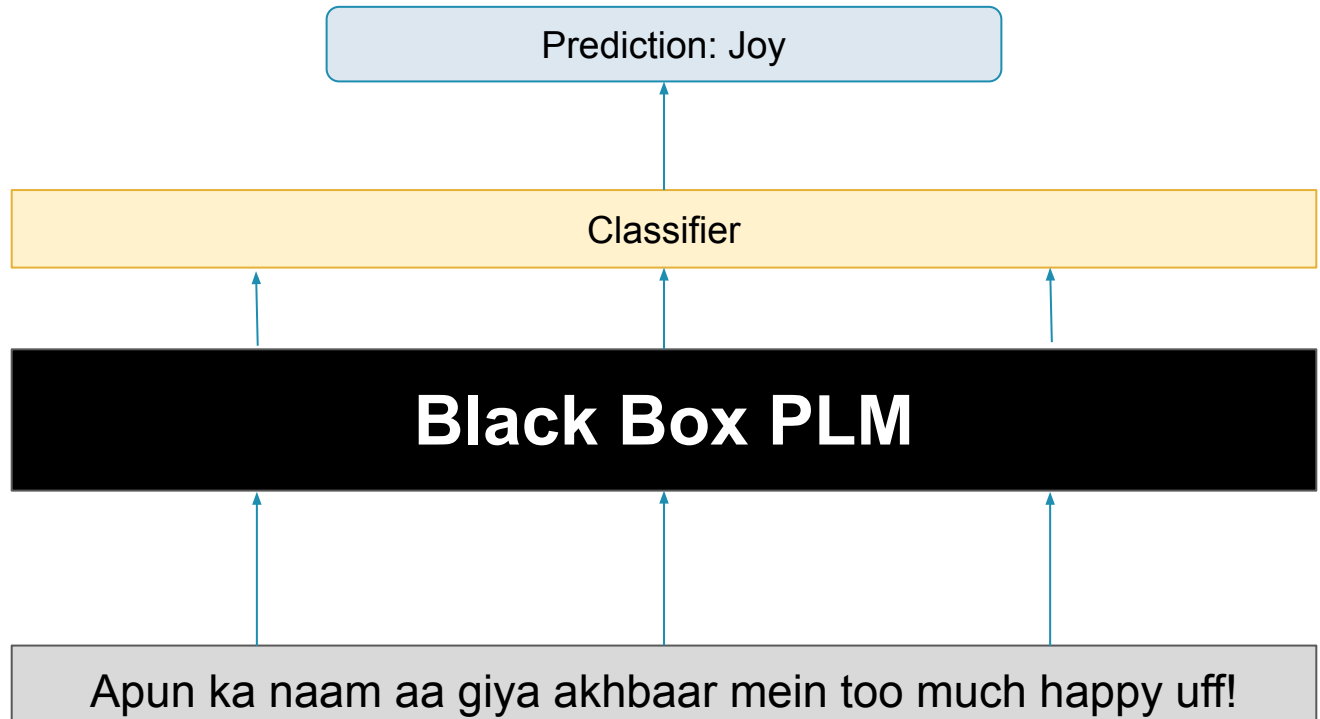 Prediction: Joy
Classifier
Black Box PLM
Apun ka naam aa giya akhbaar mein too much happy uff!